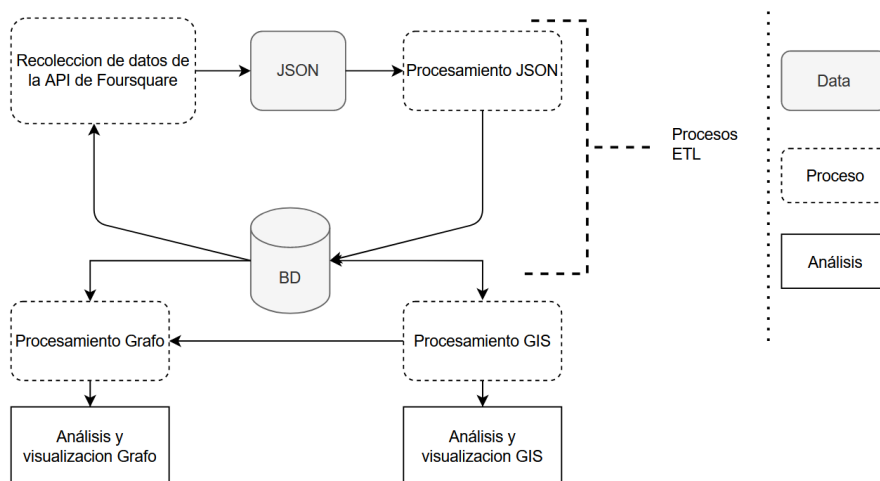 Recoleccion de datos de
la API de Foursquare
JSON
Procesamiento JSON
Procesos
ETL
Data
Proceso
Análisis
BD
Procesamiento Grafo
Procesamiento GIS
Análisis y
visualizacion Grafo
Análisis y
visualizacion GIS